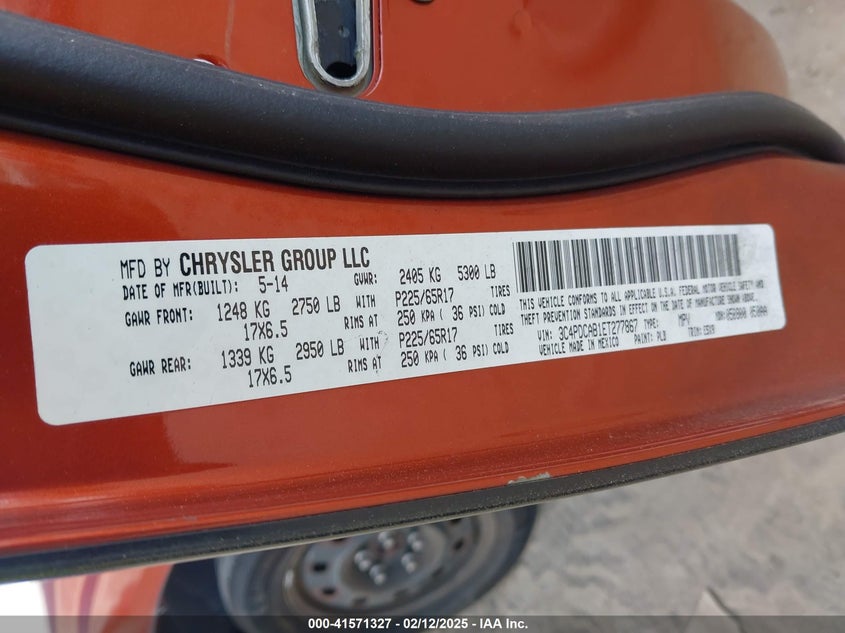 MFD BY CHRYSLER GROUP LLC
DATE OF MFR(BUILT): 5-14 GVWR: 2405 KG 5300 LB
GAWR FRONT: 1248 KG 2750 LB WITH P225/65R17 TIRES
17X6.5 RIMS AT 250 KPA ( 36 PSI) COLD
GAWR REAR: 1339 KG 2950 LB WITH P225/65R17 TIRES
17X6.5 RIMS AT 250 KPA ( 36 PSI) COLD
THIS VEHICLE CONFORMS TO ALL APPLICABLE U.S.A. FEDERAL MOTOR VEHICLE SAFETY AND
THEFT PREVENTION STANDARDS IN EFFECT ON THE DATE OF MANUFACTURE SHOWN ABOVE.
VIN: 3C4PDCAB1ET277867 TYPE: MPV MDH:
VEHICLE MADE IN MEXICO PAINT: TRIM:
000-41571327 - 02/12/2025 - IAA Inc.